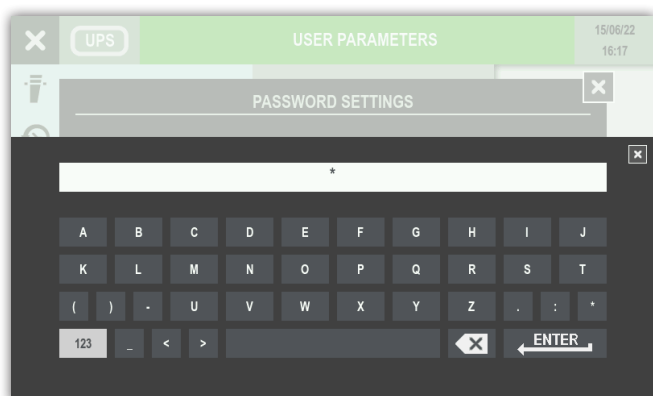 UPS USER PARAMETERS 15/06/22
16:17
PASSWORD SETTINGS
*
A B C D E F G H I J
K L M N O P Q R S T
( ) - U V W X Y Z . : *
123 _ < > ENTER